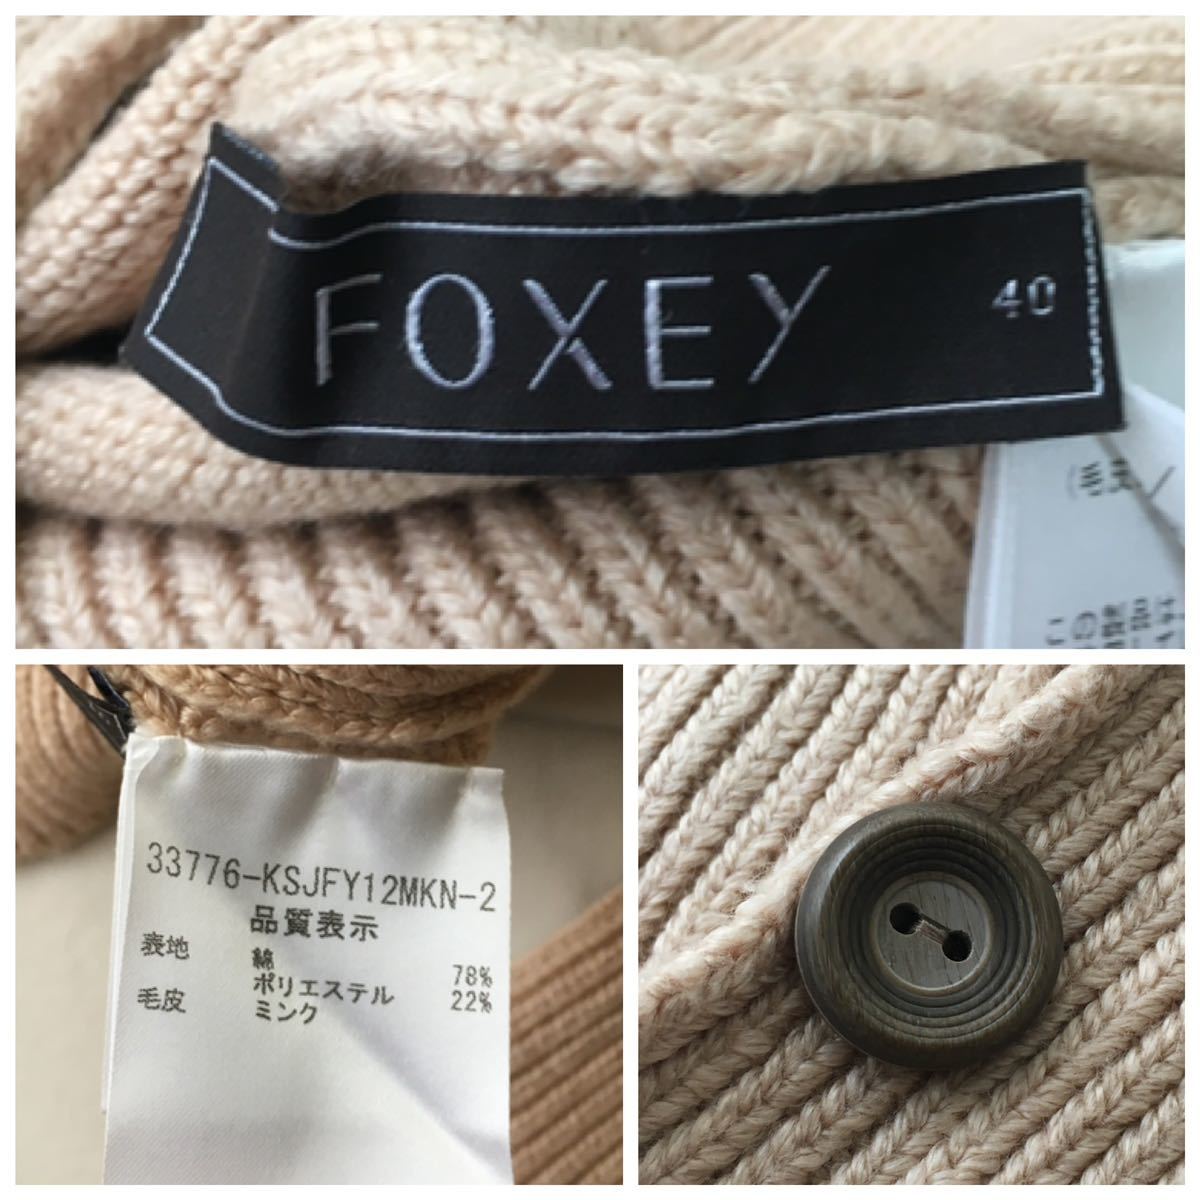 FOXEY 40
33776-KSJFY12MKN-2
品質表示
表地 綿 78%
ポリエステル 22%
毛皮 ミンク